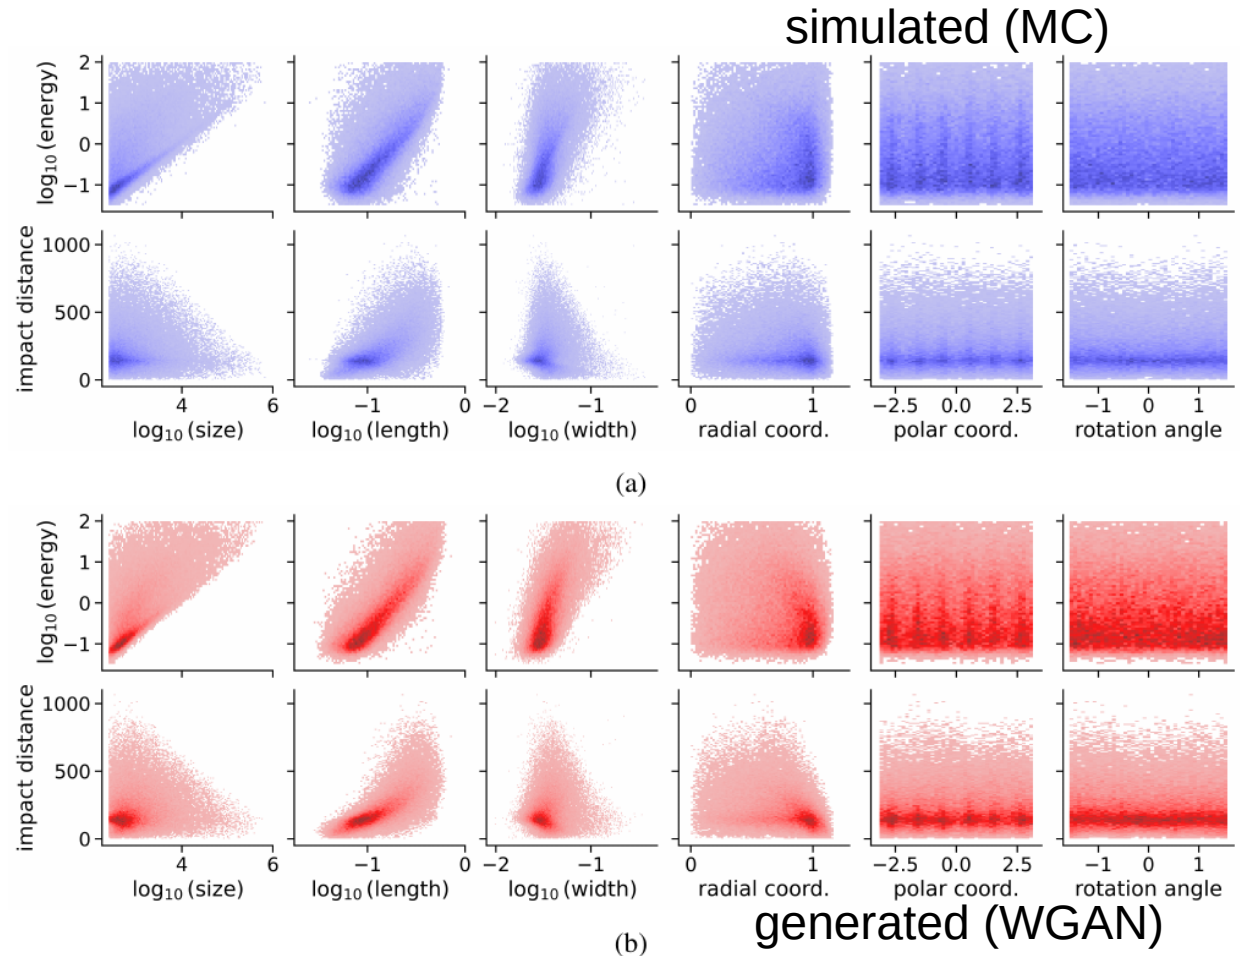 simulated (MC)
log10(energy)
2
1
0
−1
impact distance
1000
500
0
4 6
−1 0
−2 −1
0 1
−2.5 0.0 2.5
−1 0 1
log10(size) log10(length) log10(width) radial coord. polar coord. rotation angle
(a)
log10(energy)
2
1
0
−1
impact distance
1000
500
0
4 6
−1 0
−2 −1
0 1
−2.5 0.0 2.5
−1 0 1
log10(size) log10(length) log10(width) radial coord. polar coord. rotation angle
generated (WGAN)
(b)